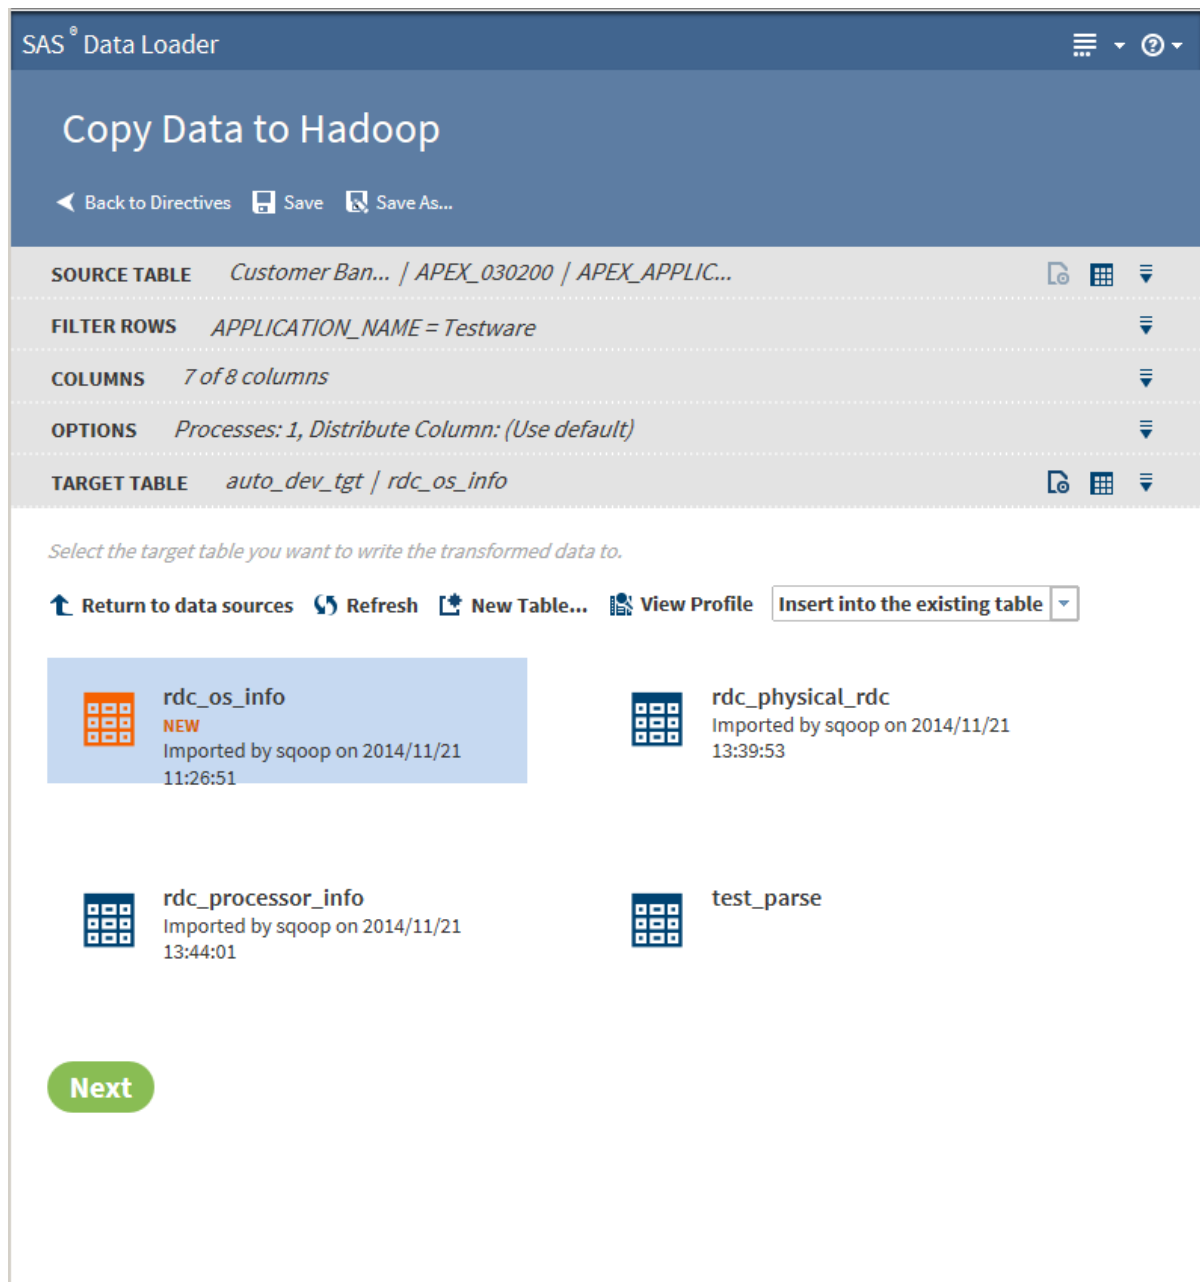 SAS® Data Loader
Copy Data to Hadoop
Back to Directives Save Save As...
SOURCE TABLE Customer Ban... | APEX_030200 | APEX_APPLIC...
FILTER ROWS APPLICATION_NAME = Testware
COLUMNS 7 of 8 columns
OPTIONS Processes: 1, Distribute Column: (Use default)
TARGET TABLE auto_dev_tgt | rdc_os_info
Select the target table you want to write the transformed data to.
Return to data sources Refresh New Table... View Profile Insert into the existing table
rdc_os_info
NEW
Imported by sqoop on 2014/11/21
11:26:51
rdc_physical_rdc
Imported by sqoop on 2014/11/21
13:39:53
rdc_processor_info
Imported by sqoop on 2014/11/21
13:44:01
test_parse
Next